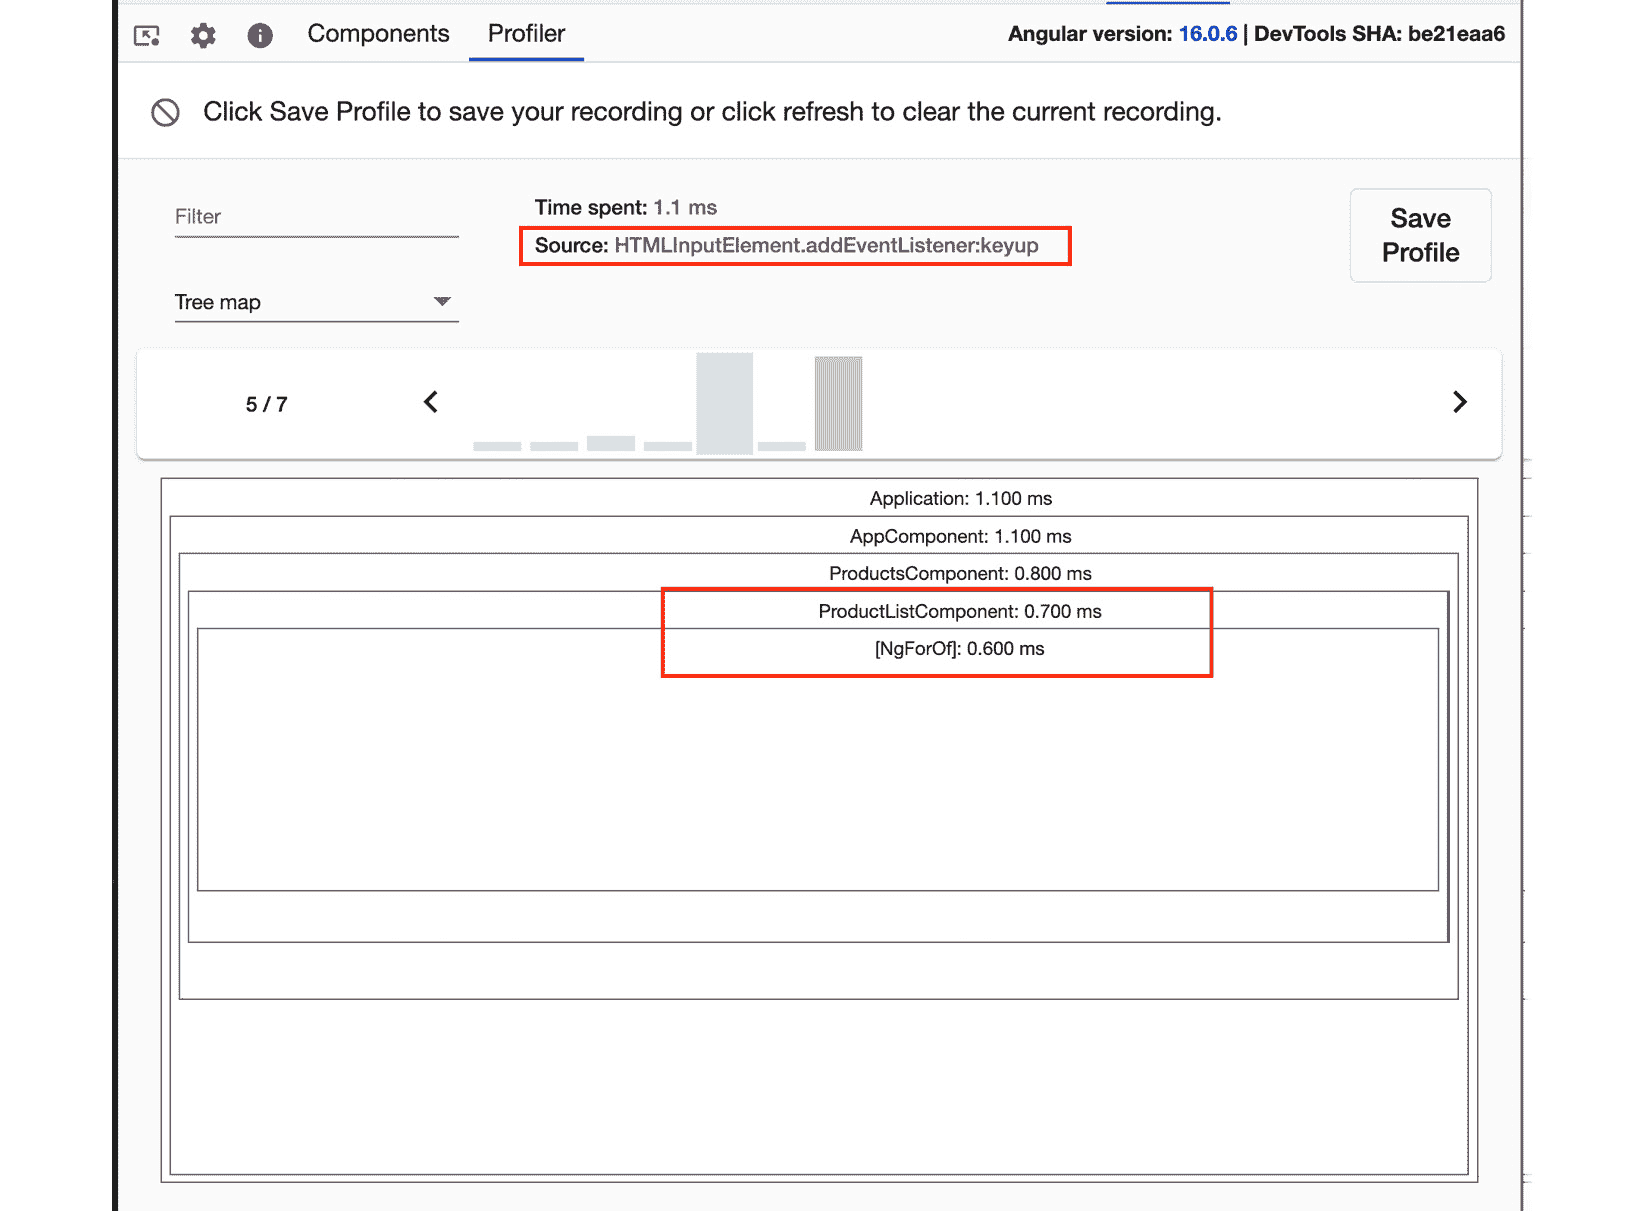 Components
Profiler
Angular version: 16.0.6 | DevTools SHA: be21eaa6
Click Save Profile to save your recording or click refresh to clear the current recording.
Filter
Time spent: 1.1 ms
Source: HTMLInputElement.addEventListener:keyup
Save
Profile
Tree map
5 / 7
Application: 1.100 ms
AppComponent: 1.100 ms
ProductsComponent: 0.800 ms
ProductListComponent: 0.700 ms
[NgForOf]: 0.600 ms